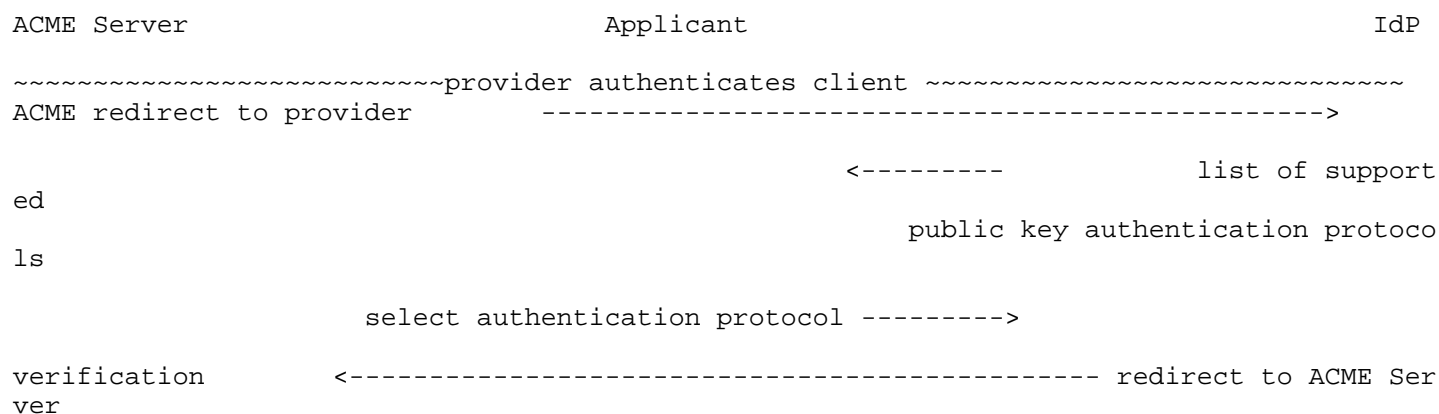 ACME Server                          Applicant                                       IdP
~~~~~~~~~~~~~~~~~~~~~~~~~~~provider authenticates client ~~~~~~~~~~~~~~~~~~~~~~~~~~~~~~
ACME redirect to provider        ------------------------------------------------->
<---------            list of support
ed
public key authentication protoco
ls
select authentication protocol --------->
verification        <----------------------------------------------- redirect to ACME Ser
ver